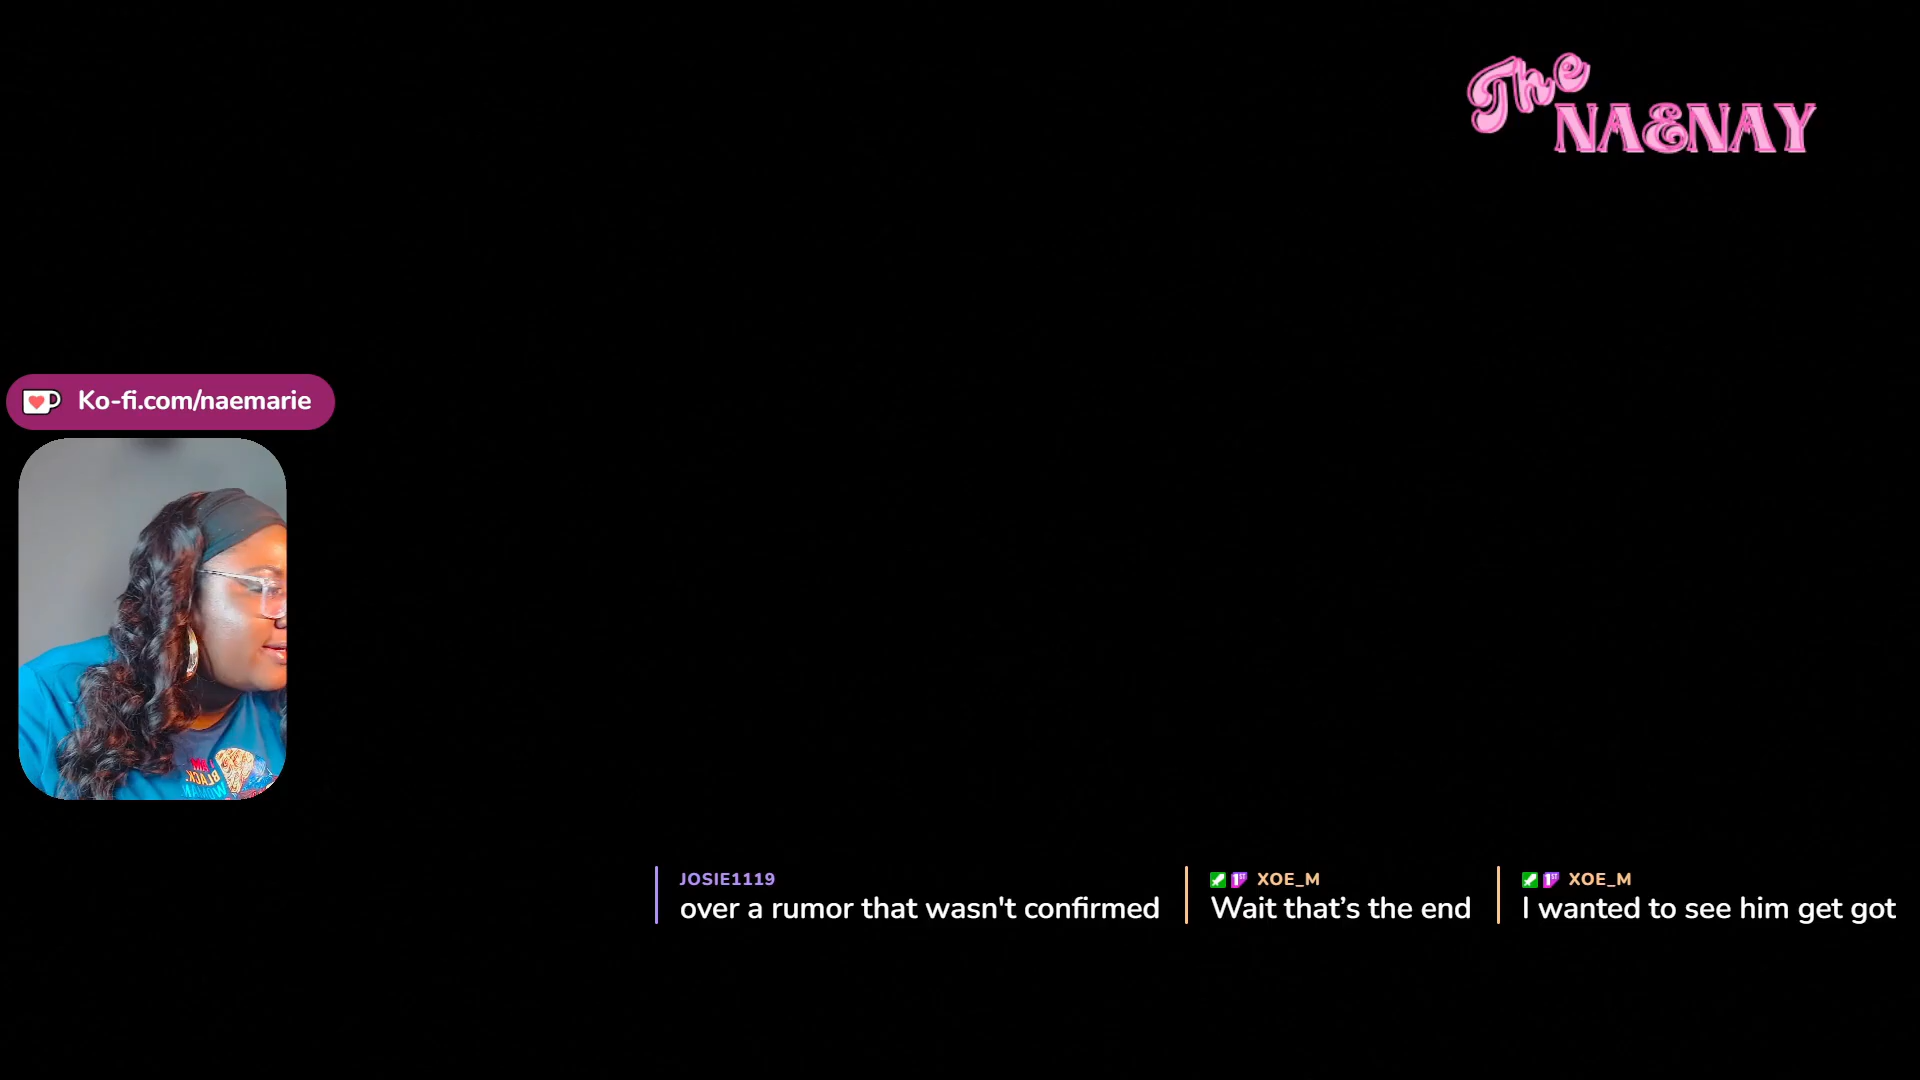 The
NAENAY
Ko-fi.com/naemarie
JOSIE1119
over a rumor that wasn't confirmed
XOE_M
Wait that’s the end
XOE_M
I wanted to see him get got
BLACK.